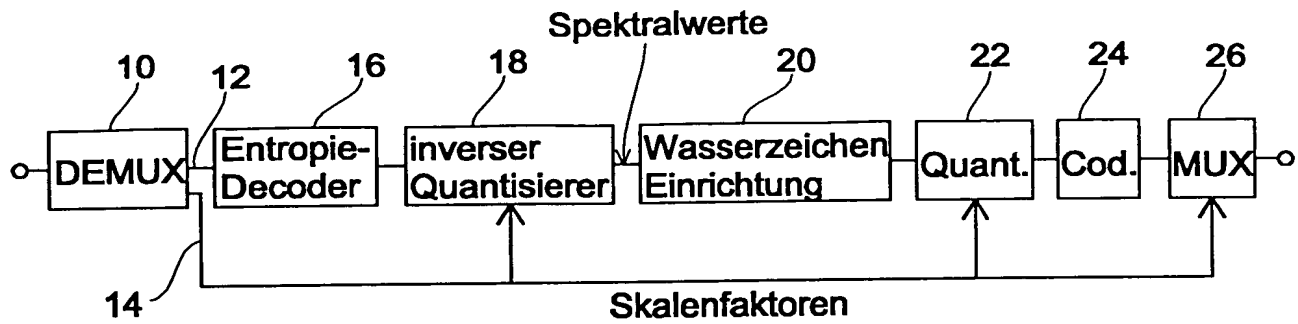 Spektralwerte
10
12
16
18
20
22
24
26
DEMUX
Entropie-
Decoder
inverser
Quantisierer
Wasserzeichen
Einrichtung
Quant.
Cod.
MUX
14
Skalenfaktoren